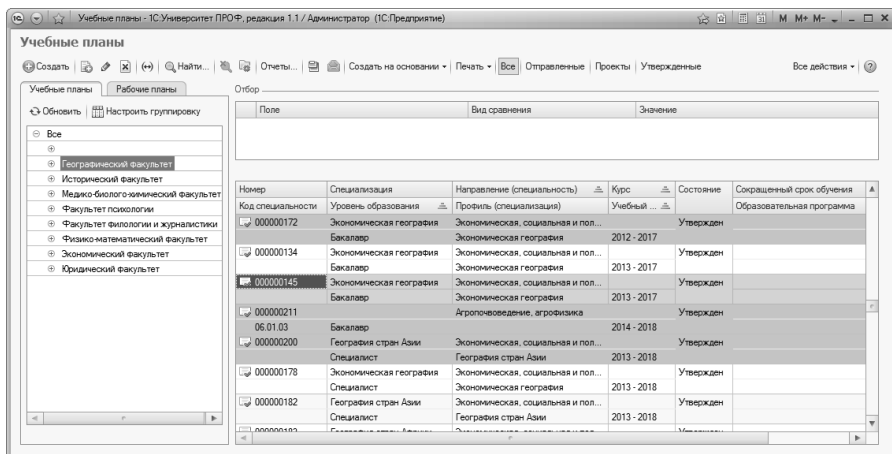 Учебные планы - 1С:Университет ПРОФ, редакция 1.1 / Администратор (1С:Предприятие)
M M+ M-
Учебные планы
Создать Найти... Отчеты... Создать на основании Печать Все Отправленные Проекты Утвержденные Все действия
Учебные планы Рабочие планы
Обновить Настроить группировку
Все
Географический факультет
Исторический факультет
Медико-биолого-химический факультет
Факультет психологии
Факультет филологии и журналистики
Физико-математический факультет
Экономический факультет
Юридический факультет
Отбор
Поле Вид сравнения Значение
Номер Специализация Направление (специальность) Курс Состояние Сокращенный срок обучения
Код специальности Уровень образования Профиль (специализация) Учебный ... Образовательная программа
000000172 Экономическая география Экономическая, социальная и пол... Утвержден
Бакалавр Экономическая география 2012 - 2017
000000134 Экономическая география Экономическая, социальная и пол... Утвержден
Бакалавр Экономическая география 2013 - 2017
000000145 Экономическая география Экономическая, социальная и пол... Утвержден
Бакалавр Экономическая география 2013 - 2017
000000211 Агропочвоведение, агрофизика Утвержден
06.01.03 Бакалавр 2014 - 2018
000000200 География стран Азии Экономическая, социальная и пол... Утвержден
Специалист География стран Азии 2013 - 2018
000000178 Экономическая география Экономическая, социальная и пол... Утвержден
Специалист Экономическая география 2013 - 2018
000000182 География стран Азии Экономическая, социальная и пол... Утвержден
Специалист География стран Азии 2013 - 2018